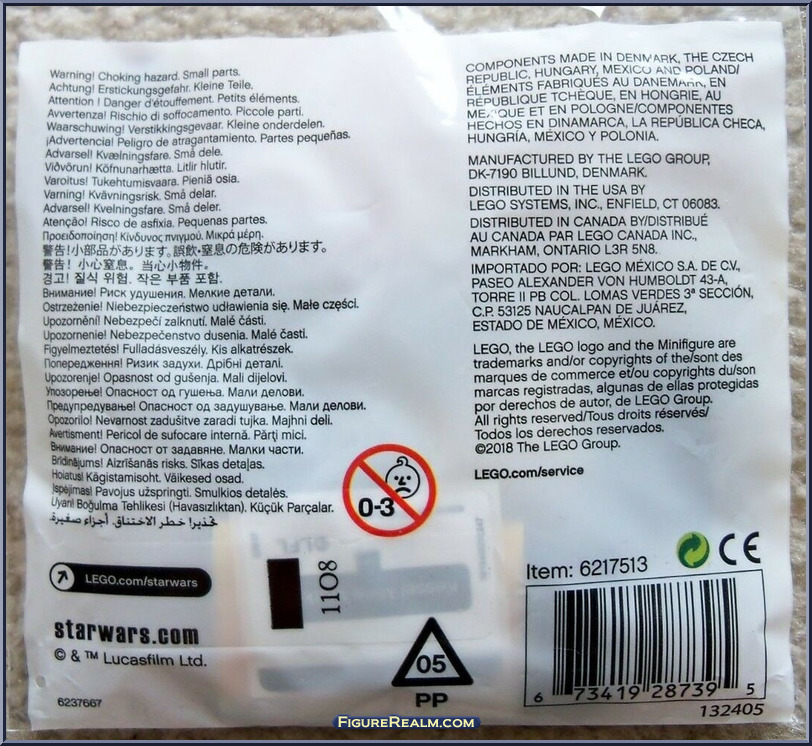 Warning! Choking hazard. Small parts.
Achtung! Erstickungsgefahr. Kleine Teile.
Attention ! Danger d'étouffement. Petits éléments.
Avvertenza! Rischio di soffocamento. Piccole parti.
Waarschuwing! Verstikkingsgevaar. Kleine onderdelen.
¡Advertencia! Peligro de atragantamiento. Partes pequeñas.
Advarsel! Kvælningsfare. Små dele.
Viðvörun! Köfnunarhætta. Litlir hlutir.
Varoitus! Tukehtumisvaara. Pieniä osia.
Varning! Kvävningsrisk. Små delar.
Advarsel! Kvelningsfare. Små deler.
Atenção! Risco de asfixia. Pequenas partes.
Προειδοποίηση! Κίνδυνος πνιγμού. Μικρά μέρη.
警告!小部品があります。誤飲・窒息の危険があります。
警告! 小心窒息。当心小物件。
경고! 질식 위험. 작은 부품 포함.
Внимание! Риск удушения. Мелкие детали.
Ostrzeżenie! Niebezpieczeństwo udławienia się. Małe części.
Upozornění! Nebezpečí zalknutí. Malé části.
Upozornenie! Nebezpečenstvo dusenia. Malé časti.
Figyelmeztetés! Fulladásveszély. Kis alkatrészek.
Попередження! Ризик задухи. Дрібні деталі.
Upozorenje! Opasnost od gušenja. Mali dijelovi.
Упозорење! Опасност од гушења. Мали делови.
Предупредување! Опасност од задушување. Мали делови.
Opozorilo! Nevarnost zadušitve zaradi tujka. Majhni deli.
Avertisment! Pericol de sufocare internă. Părţi mici.
Внимание! Опасност от задавяне. Малки части.
Brīdinājums! Aizrīšanās risks. Sīkas detaļas.
Hoiatus! Kägistamisoht. Väikesed osad.
Įspėjimas! Pavojus užspringti. Smulkios detalės.
Uyarı! Boğulma Tehlikesi (Havasızlıktan). Küçük Parçalar.
تحذير! خطر الاختناق. أجزاء صغيرة.
0-3
LEGO.com/starwars
starwars.com
© & ™ Lucasfilm Ltd.
6237667
11O8
05
PP
COMPONENTS MADE IN DENMARK, THE CZECH
REPUBLIC, HUNGARY, MEXICO AND POLAND/
ÉLÉMENTS FABRIQUÉS AU DANEMARK, EN
RÉPUBLIQUE TCHÈQUE, EN HONGRIE, AU
MEXIQUE ET EN POLOGNE/COMPONENTES
HECHOS EN DINAMARCA, LA REPÚBLICA CHECA,
HUNGRÍA, MÉXICO Y POLONIA.
MANUFACTURED BY THE LEGO GROUP,
DK-7190 BILLUND, DENMARK.
DISTRIBUTED IN THE USA BY
LEGO SYSTEMS, INC., ENFIELD, CT 06083.
DISTRIBUTED IN CANADA BY/DISTRIBUÉ
AU CANADA PAR LEGO CANADA INC.,
MARKHAM, ONTARIO L3R 5N8.
IMPORTADO POR: LEGO MÉXICO S.A. DE C.V.,
PASEO ALEXANDER VON HUMBOLDT 43-A,
TORRE II PB COL. LOMAS VERDES 3ª SECCIÓN,
C.P. 53125 NAUCALPAN DE JUÁREZ,
ESTADO DE MÉXICO, MÉXICO.
LEGO, the LEGO logo and the Minifigure are
trademarks and/or copyrights of the/sont des
marques de commerce et/ou copyrights du/son
marcas registradas, algunas de ellas protegidas
por derechos de autor, de LEGO Group.
All rights reserved/Tous droits réservés/
Todos los derechos reservados.
©2018 The LEGO Group.
LEGO.com/service
CE
Item: 6217513
6 73419 28739 5
132405
FIGUREREALM.COM